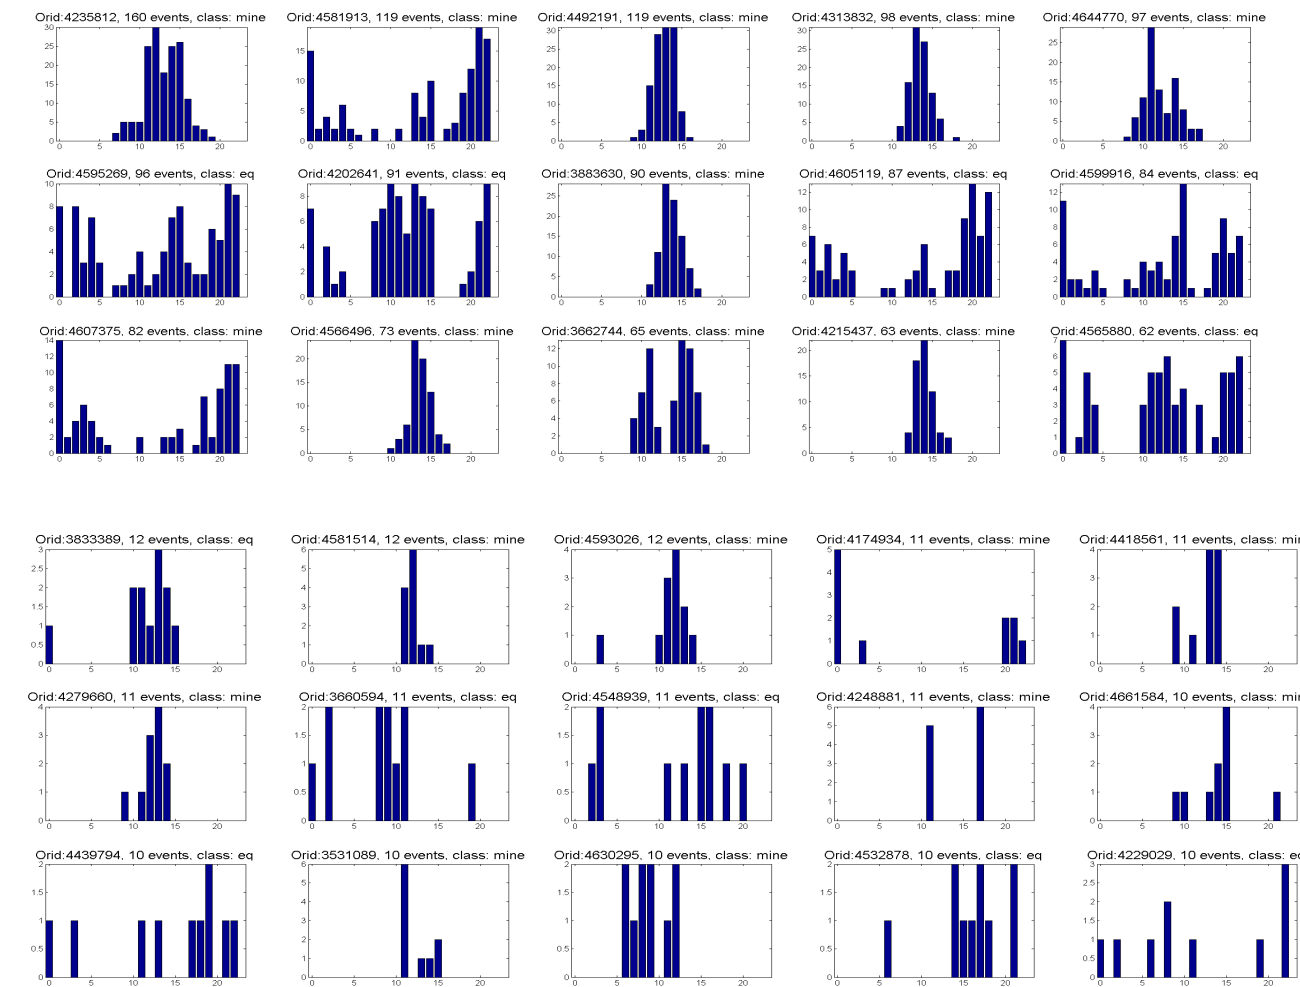 Orid:4235812, 160 events, class: mine
Orid:4581913, 119 events, class: mine
Orid:4492191, 119 events, class: mine
Orid:4313832, 98 events, class: mine
Orid:4644770, 97 events, class: mine
Orid:4595269, 96 events, class: eq
Orid:4202641, 91 events, class: eq
Orid:3883630, 90 events, class: mine
Orid:4605119, 87 events, class: eq
Orid:4599916, 84 events, class: eq
Orid:4607375, 82 events, class: mine
Orid:4566496, 73 events, class: mine
Orid:3662744, 65 events, class: mine
Orid:4215437, 63 events, class: mine
Orid:4565880, 62 events, class: eq
Orid:3833389, 12 events, class: eq
Orid:4581514, 12 events, class: mine
Orid:4593026, 12 events, class: mine
Orid:4174934, 11 events, class: mine
Orid:4418561, 11 events, class: min
Orid:4279660, 11 events, class: mine
Orid:3660594, 11 events, class: eq
Orid:4548939, 11 events, class: eq
Orid:4248881, 11 events, class: mine
Orid:4661584, 10 events, class: min
Orid:4439794, 10 events, class: eq
Orid:3531089, 10 events, class: mine
Orid:4630295, 10 events, class: mine
Orid:4532878, 10 events, class: eq
Orid:4229029, 10 events, class: eq